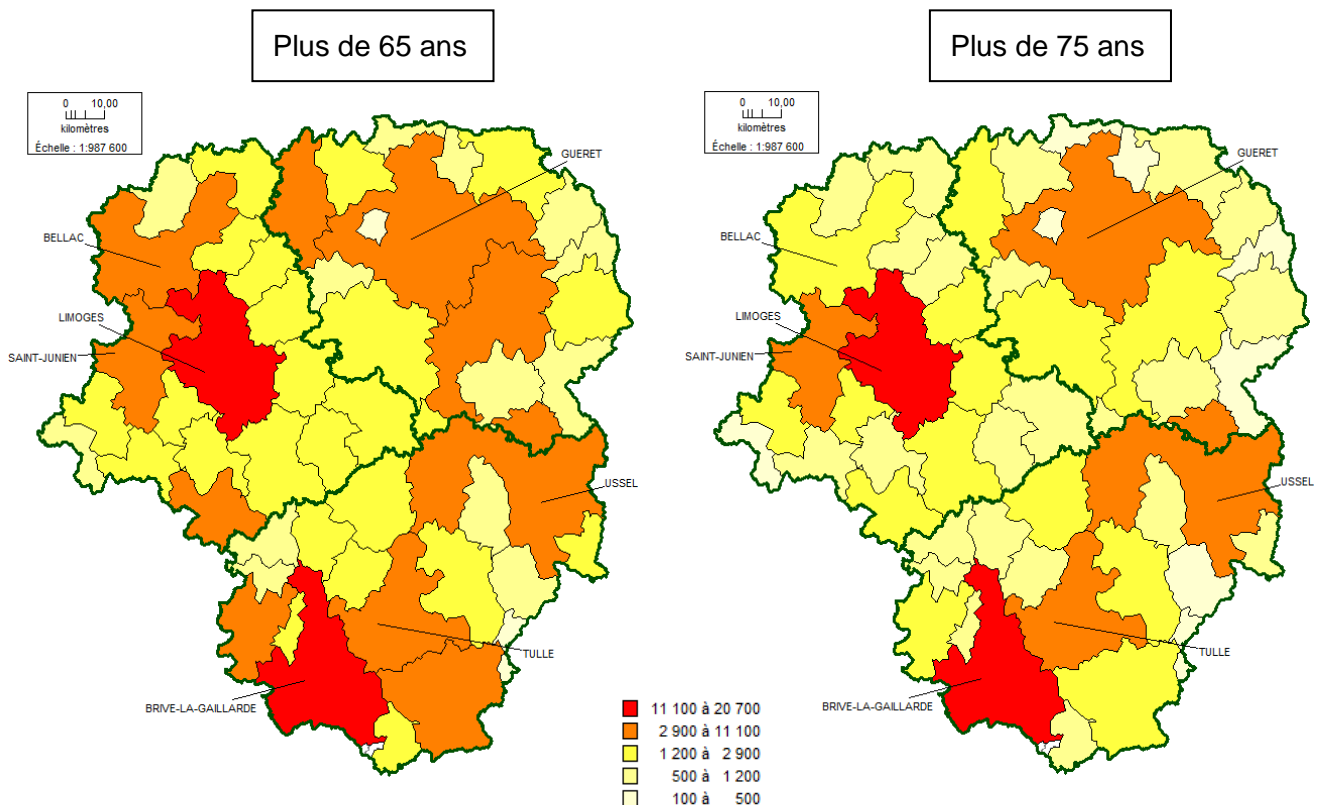 Plus de 65 ans
Plus de 75 ans
0 10,00
kilomètres
Échelle : 1:987 600
0 10,00
kilomètres
Échelle : 1:987 600
GUERET
BELLAC
LIMOGES
SAINT-JUNIEN
USSEL
TULLE
BRIVE-LA-GAILLARDE
GUERET
BELLAC
LIMOGES
SAINT-JUNIEN
USSEL
TULLE
BRIVE-LA-GAILLARDE
11 100 à 20 700
2 900 à 11 100
1 200 à 2 900
500 à 1 200
100 à 500